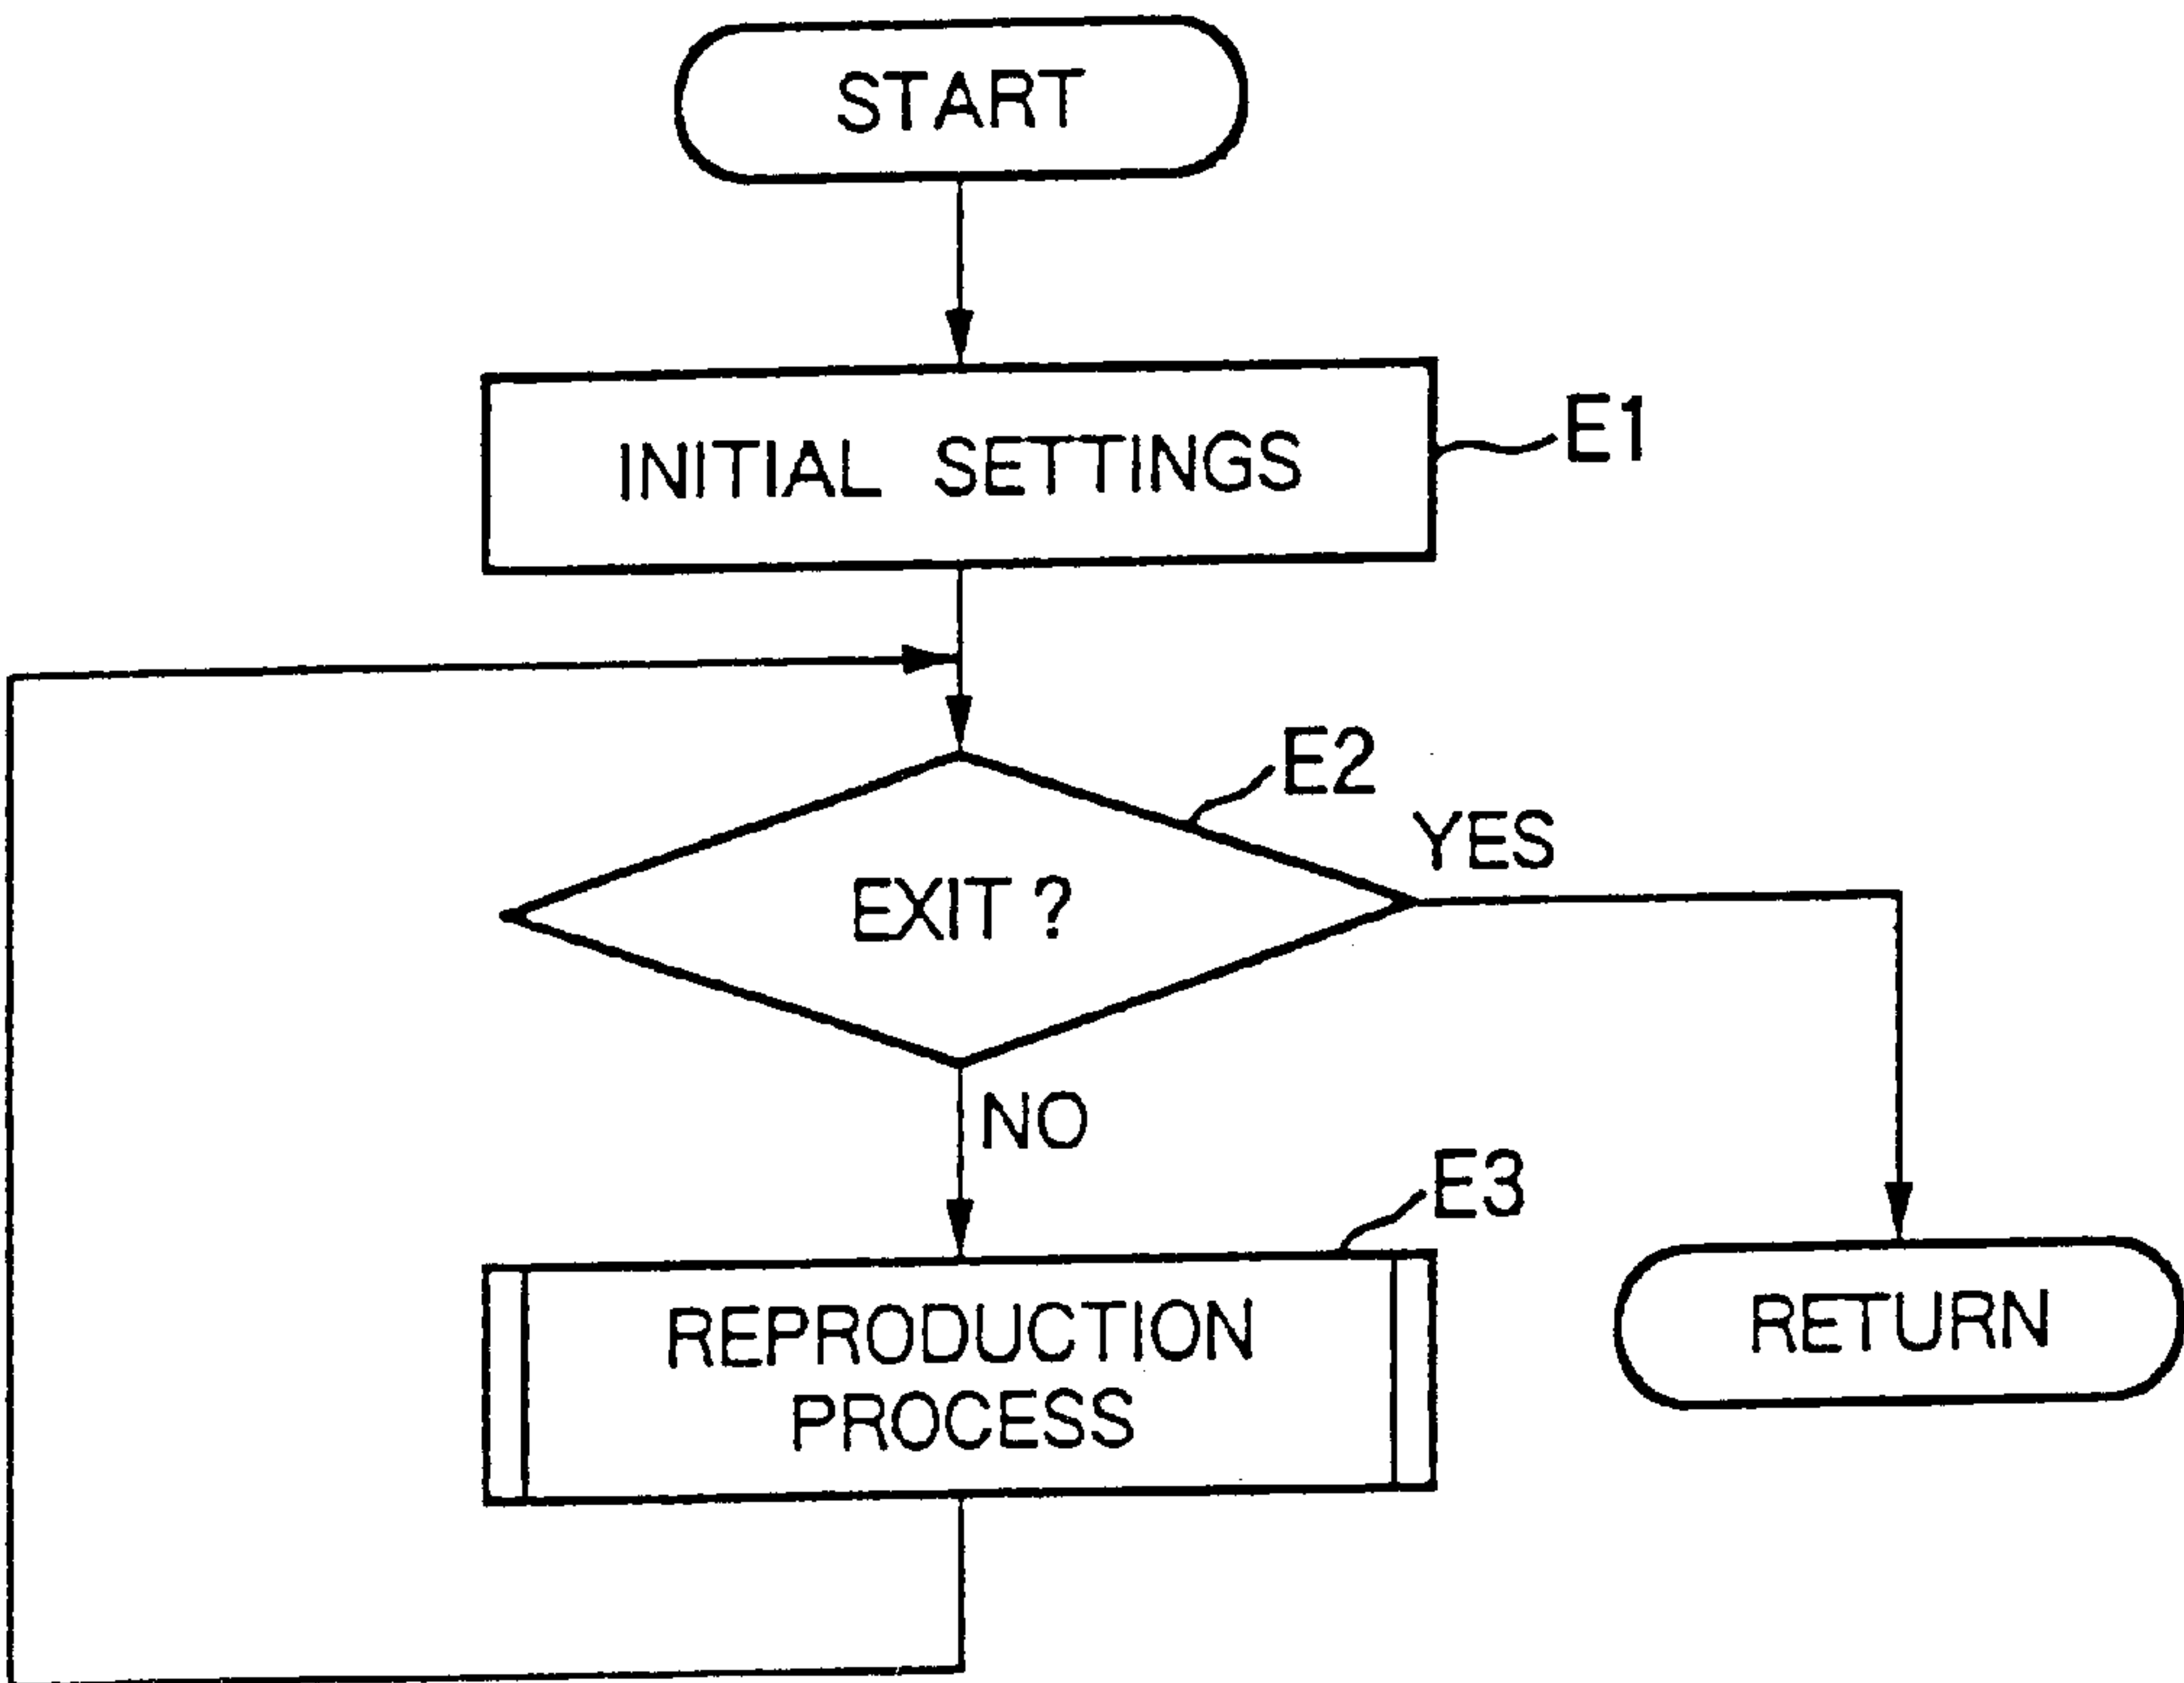 START
INITIAL SETTINGS
E1
E2
YES
EXIT ?
NO
E3
REPRODUCTION
PROCESS
RETURN